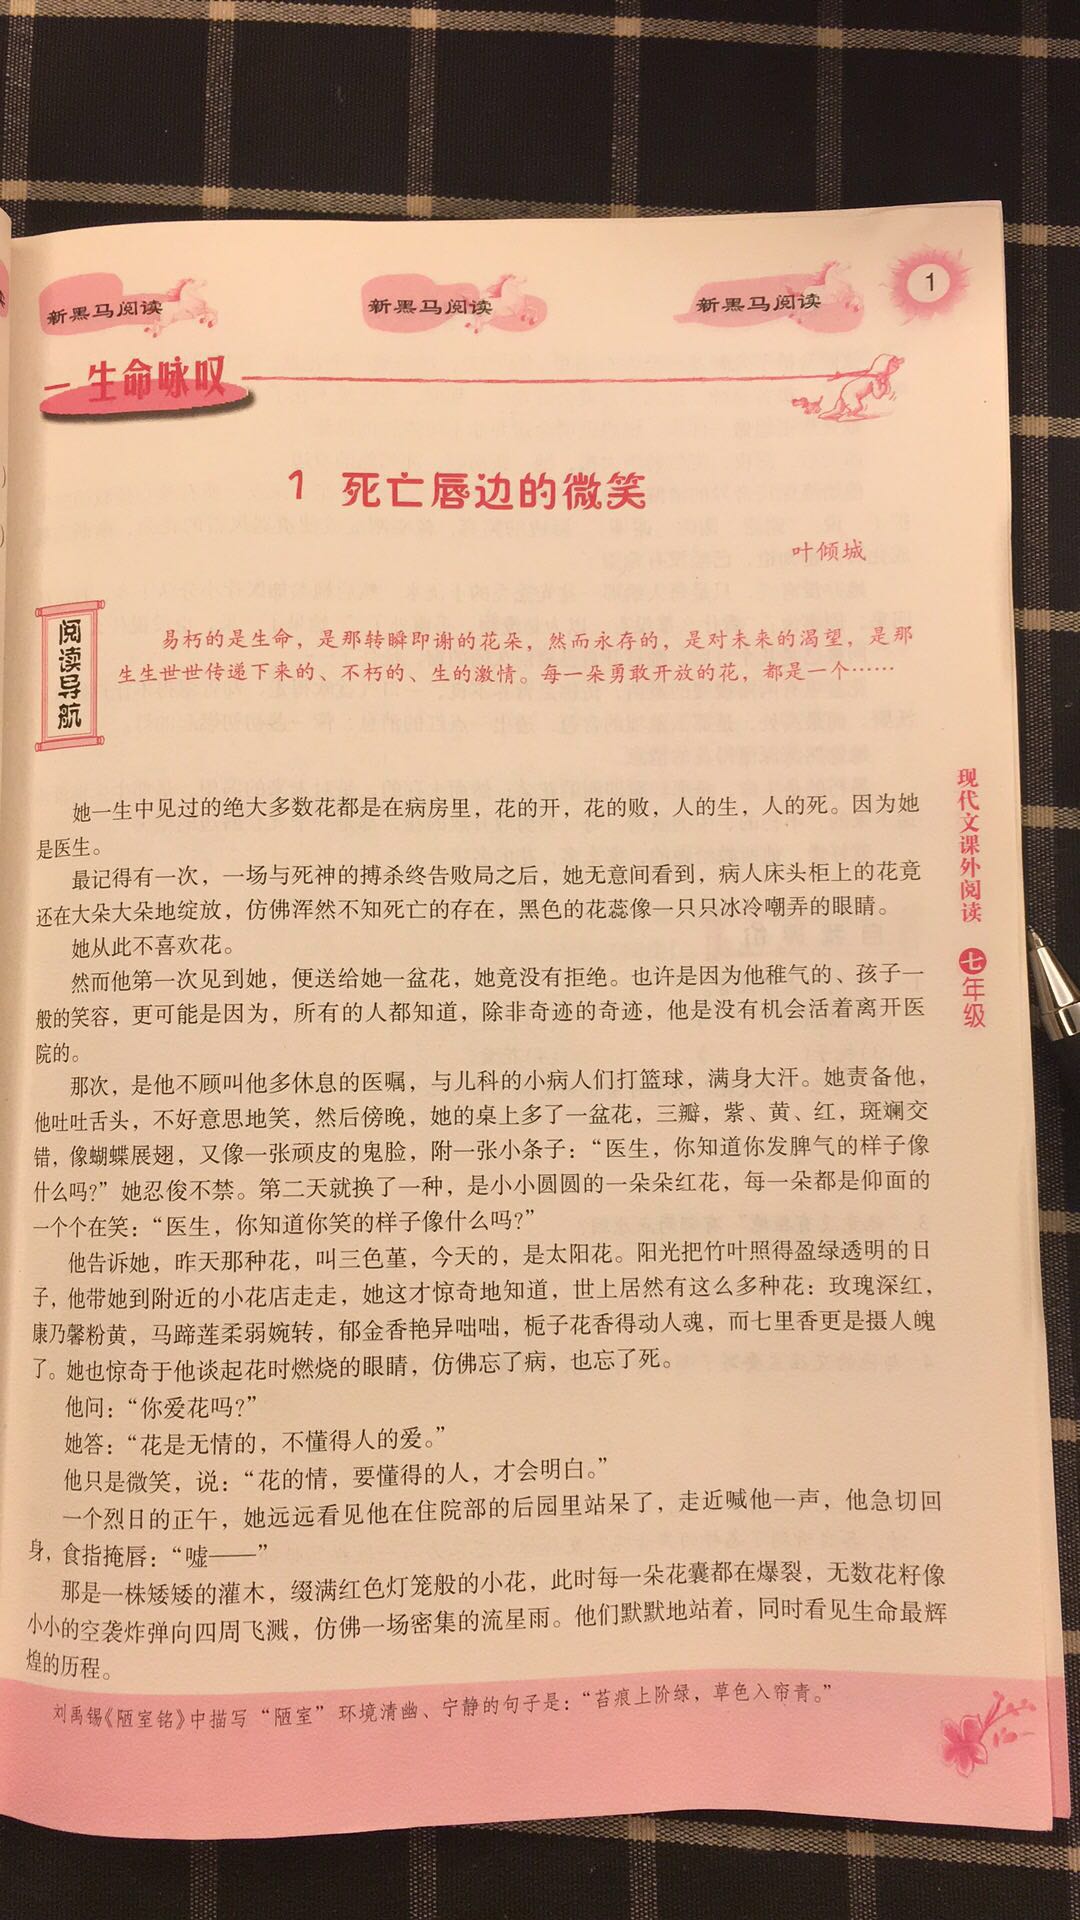 新黑马阅读
新黑马阅读
新黑马阅读
1
一 生命咏叹
1 死亡唇边的微笑
叶倾城
阅读导航
易朽的是生命，是那转瞬即谢的花朵，然而永存的，是对未来的渴望，是那
生生世世传递下来的、不朽的、生的激情。每一朵勇敢开放的花，都是一个……
她一生中见过的绝大多数花都是在病房里，花的开，花的败，人的生，人的死。因为她
是医生。
最记得有一次，一场与死神的搏杀终告败局之后，她无意间看到，病人床头柜上的花竟
还在大朵大朵地绽放，仿佛浑然不知死亡的存在，黑色的花蕊像一只只冰冷嘲弄的眼睛。
她从此不喜欢花。
然而他第一次见到她，便送给她一盆花，她竟没有拒绝。也许是因为他稚气的、孩子一
般的笑容，更可能是因为，所有的人都知道，除非奇迹的奇迹，他是没有机会活着离开医
院的。
那次，是他不顾叫他多休息的医嘱，与儿科的小病人们打篮球，满身大汗。她责备他，
他吐吐舌头，不好意思地笑，然后傍晚，她的桌上多了一盆花，三瓣，紫、黄、红，斑斓交
错，像蝴蝶展翅，又像一张顽皮的鬼脸，附一张小条子：“医生，你知道你发脾气的样子像
什么吗?”她忍俊不禁。第二天就换了一种，是小小圆圆的一朵朵红花，每一朵都是仰面的
一个个在笑：“医生，你知道你笑的样子像什么吗?”
他告诉她，昨天那种花，叫三色堇，今天的，是太阳花。阳光把竹叶照得盈绿透明的日
子，他带她到附近的小花店走走，她这才惊奇地知道，世上居然有这么多种花：玫瑰深红，
康乃馨粉黄，马蹄莲柔弱婉转，郁金香艳异咄咄，栀子花香得动人魂，而七里香更是摄人魄
了。她也惊奇于他谈起花时燃烧的眼睛，仿佛忘了病，也忘了死。
他问：“你爱花吗?”
她答：“花是无情的，不懂得人的爱。”
他只是微笑，说：“花的情，要懂得的人，才会明白。”
一个烈日的正午，她远远看见他在住院部的后园里站呆了，走近喊他一声，他急切回
身，食指掩唇：“嘘——”
那是一株矮矮的灌木，缀满红色灯笼般的小花，此时每一朵花囊都在爆裂，无数花籽像
小小的空袭炸弹向四周飞溅，仿佛一场密集的流星雨。他们默默地站着，同时看见生命最辉
煌的历程。
刘禹锡《陋室铭》中描写“陋室”环境清幽、宁静的句子是：“苔痕上阶绿，草色入帘青。”
现代文课外阅读 七年级